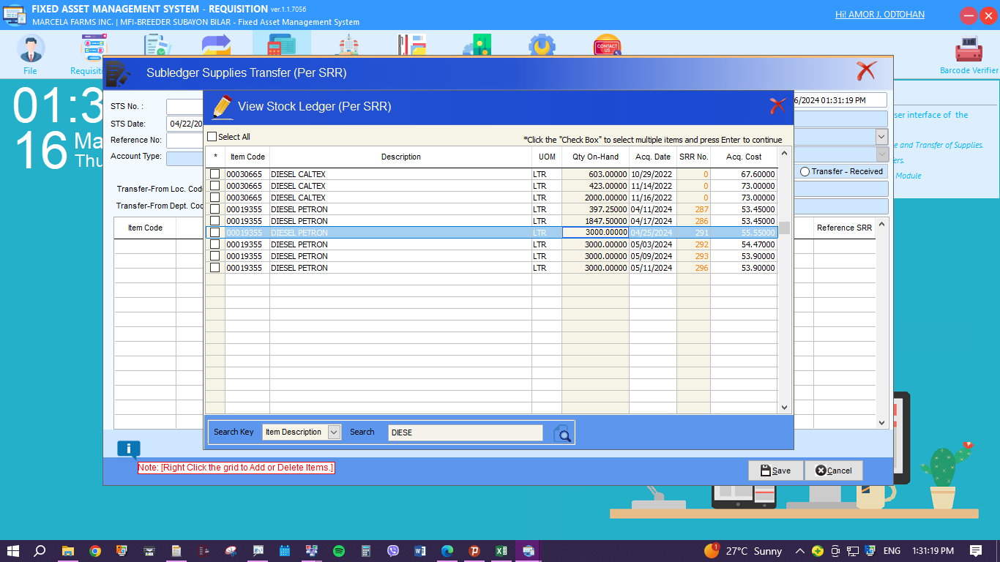 FIXED ASSET MANAGEMENT SYSTEM - REQUISITION ver.1.1.7056
MARCELA FARMS INC. | MFI-BREEDER SUBAYON BILAR - Fixed Asset Management System
Hi! AMOR J. ODTOHAN
CONTACT US
File
Requisiti
Barcode Verifier
01:3
16
Ma
Thu
Subledger Supplies Transfer (Per SRR)
STS No. :
6/2024 01:31:19 PM
STS Date: 04/22/20
Reference No:
Account Type:
Transfer - Received
Transfer-From Loc. Cod
Transfer-From Dept. Cod
Item Code
Reference SRR
ser interface of the
e and Transfer of Supplies.
ers.
Module
View Stock Ledger (Per SRR)
Select All
*Click the "Check Box" to select multiple items and press Enter to continue
* Item Code Description UOM Qty On-Hand Acq. Date SRR No. Acq. Cost
00030665 DIESEL CALTEX LTR 603.00000 10/29/2022 0 67.60000
00030665 DIESEL CALTEX LTR 423.00000 11/14/2022 0 73.00000
00030665 DIESEL CALTEX LTR 2000.00000 11/16/2022 0 73.00000
00019355 DIESEL PETRON LTR 397.25000 04/11/2024 287 53.45000
00019355 DIESEL PETRON LTR 1847.50000 04/17/2024 286 53.45000
00019355 DIESEL PETRON LTR 3000.00000 04/25/2024 291 55.55000
00019355 DIESEL PETRON LTR 3000.00000 05/03/2024 292 54.47000
00019355 DIESEL PETRON LTR 3000.00000 05/09/2024 293 53.90000
00019355 DIESEL PETRON LTR 3000.00000 05/11/2024 296 53.90000
Search Key Item Description Search DIESE
Note: [Right Click the grid to Add or Delete Items.]
Save Cancel
1 27°C Sunny ENG 1:31:19 PM